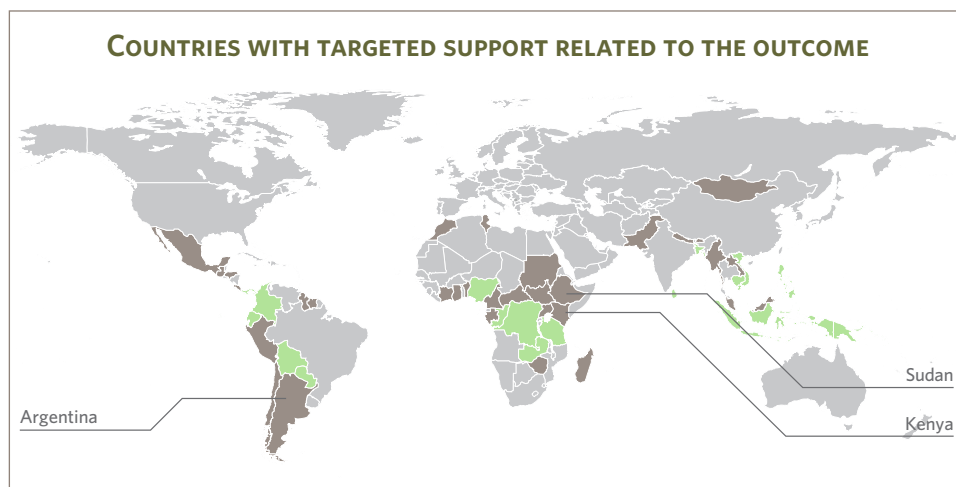 COUNTRIES WITH TARGETED SUPPORT RELATED TO THE OUTCOME
Sudan
Argentina
Kenya